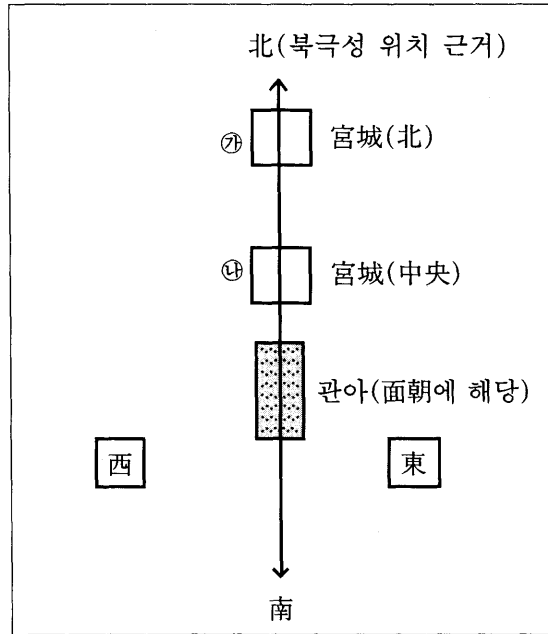 北(북극성 위치 근거)
㉮ 宮城(北)
㉯ 宮城(中央)
관아(面朝에 해당)
西 東
南